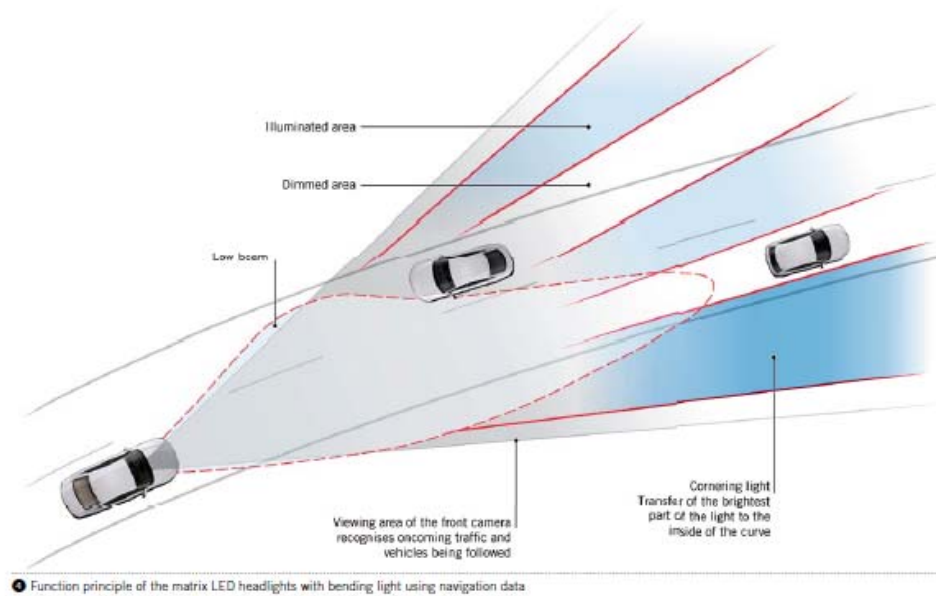 Illuminated area
Dimmed area
Low beam
Viewing area of the front camera
recognises oncoming traffic and
vehicles being followed
Cornering light
Transfer of the brightest
part of the light to the
inside of the curve
4 Function principle of the matrix LED headlights with bending light using navigation data